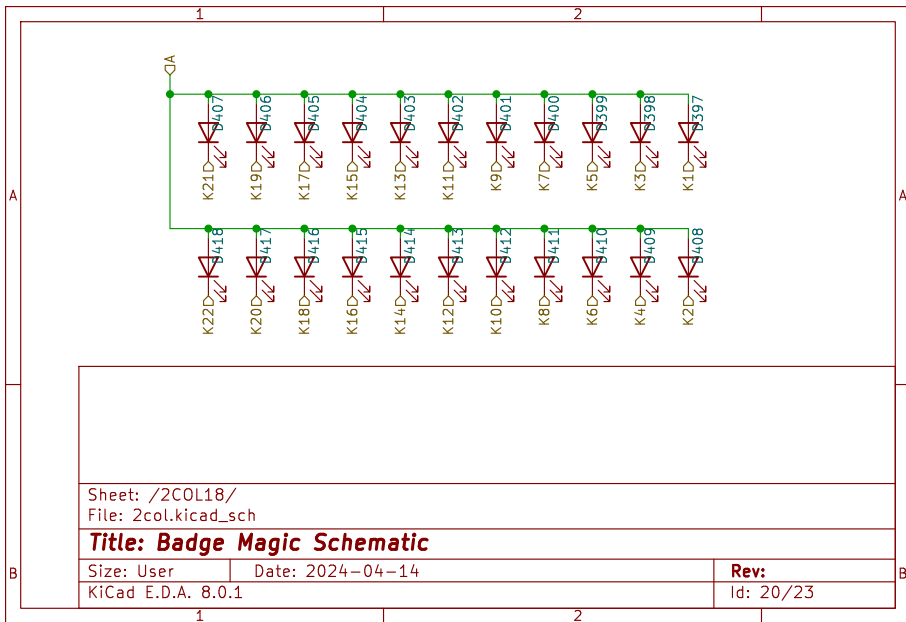 1 2
A
D407 D406 D405 D404 D403 D402 D401 D400 D399 D398 D397
K21 K19 K17 K15 K13 K11 K9 K7 K5 K3 K1
A A
D418 D417 D416 D415 D414 D413 D412 D411 D410 D409 D408
K22 K20 K18 K16 K14 K12 K10 K8 K6 K4 K2
Sheet: /2COL18/
File: 2col.kicad_sch
Title: Badge Magic Schematic
B Size: User Date: 2024-04-14 Rev: B
KiCad E.D.A. 8.0.1 Id: 20/23
1 2